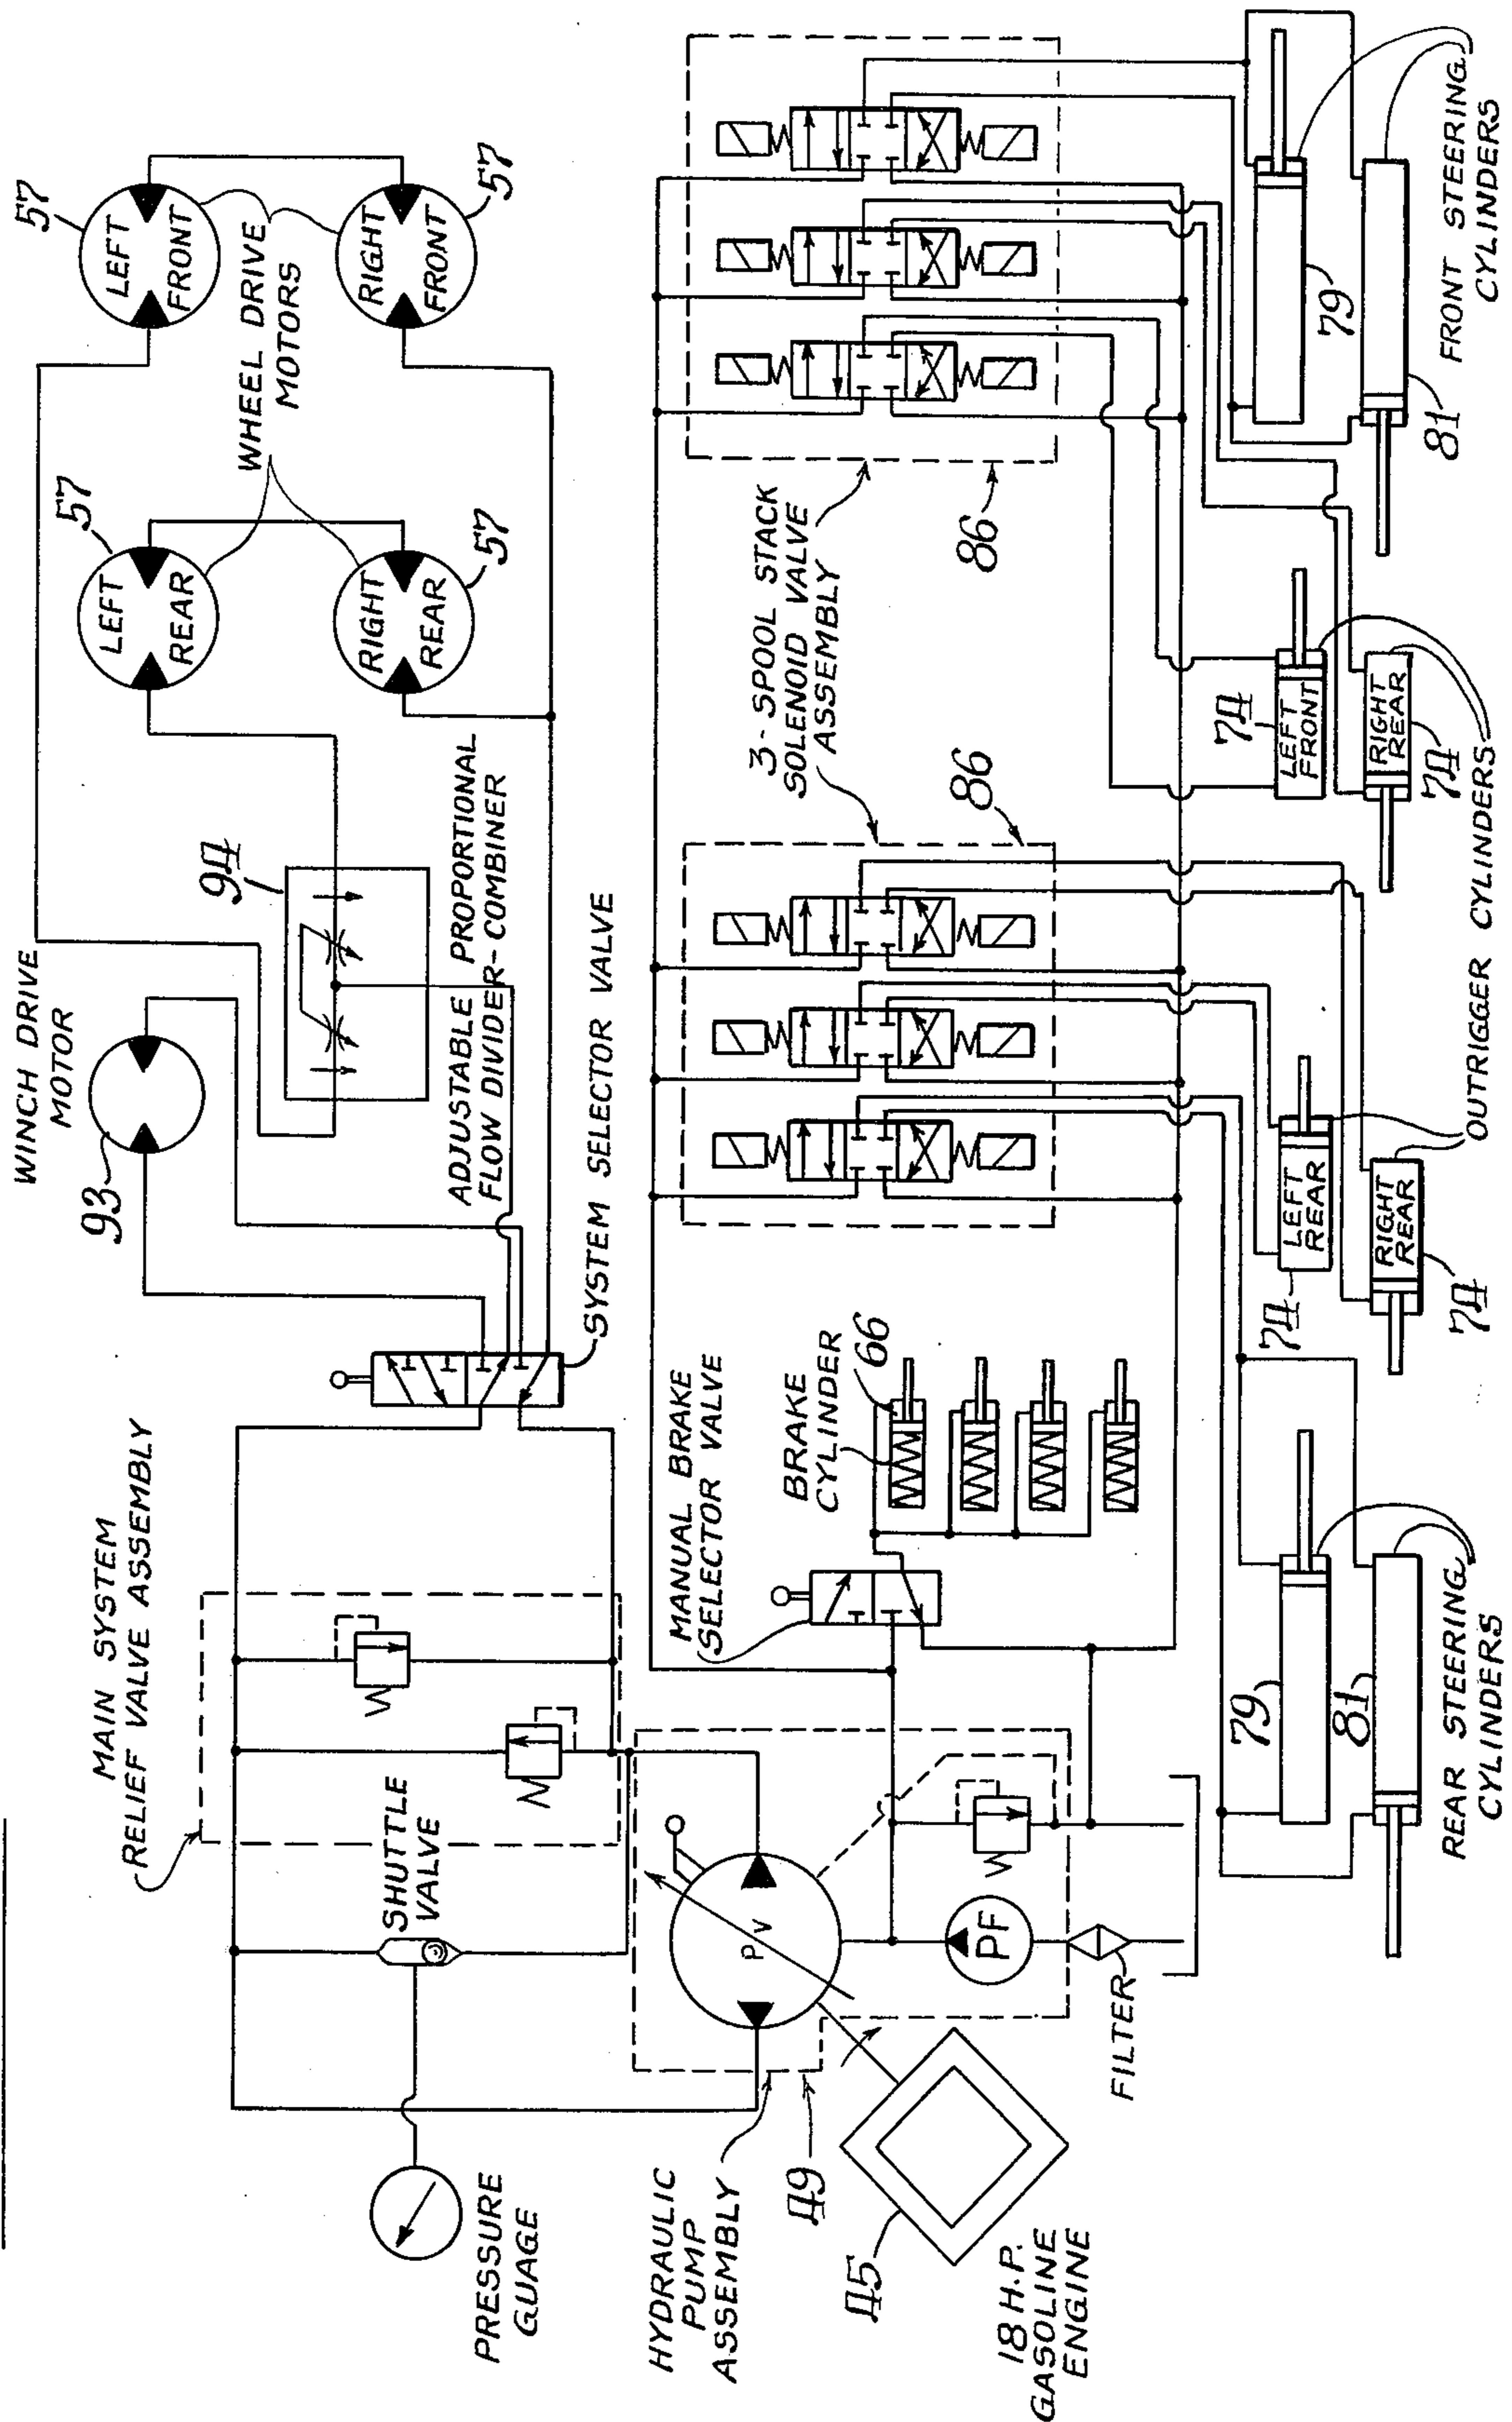 PRESSURE
GUAGE
MAIN SYSTEM
RELIEF VALVE ASSEMBLY
SHUTTLE
VALVE
HYDRAULIC
PUMP
ASSEMBLY
49
45
18 H.P.
GASOLINE
ENGINE
PV
PF
FILTER
WINCH DRIVE
MOTOR
93
94
ADJUSTABLE PROPORTIONAL
FLOW DIVIDER-COMBINER
SYSTEM SELECTOR VALVE
57
LEFT
REAR
57
RIGHT
REAR
57
LEFT
FRONT
57
RIGHT
FRONT
WHEEL DRIVE
MOTORS
MANUAL BRAKE
SELECTOR VALVE
BRAKE
CYLINDER
66
3-SPOOL STACK
SOLENOID VALVE
ASSEMBLY
86
86
79
81
REAR STEERING
CYLINDERS
74
LEFT
REAR
RIGHT
REAR
74
OUTRIGGER CYLINDERS
74
LEFT
FRONT
RIGHT
REAR
74
79
81
FRONT STEERING
CYLINDERS